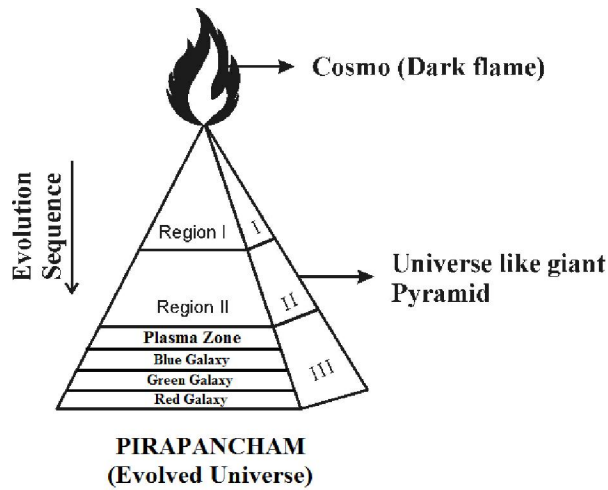 Cosmo (Dark flame)
Evolution
Sequence
Region I
I
Universe like giant
Pyramid
Region II
II
Plasma Zone
Blue Galaxy
Green Galaxy
Red Galaxy
III
PIRAPANCHAM
(Evolved Universe)